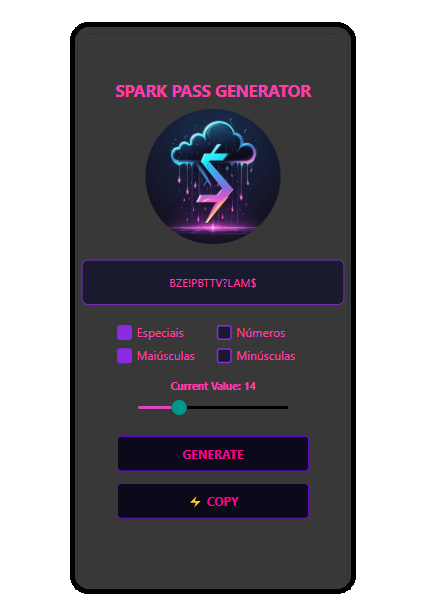 SPARK PASS GENERATOR
BZE!PBTTV?LAM$
Especiais Números
Maiúsculas Minúsculas
Current Value: 14
GENERATE
⚡ COPY